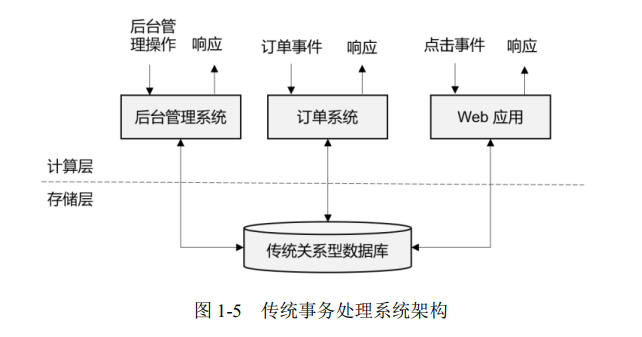 后台管
理操作
响应
订单事件
响应
点击事件
响应
后台管理系统
订单系统
Web 应用
计算层
存储层
传统关系型数据库
图 1-5 传统事务处理系统架构